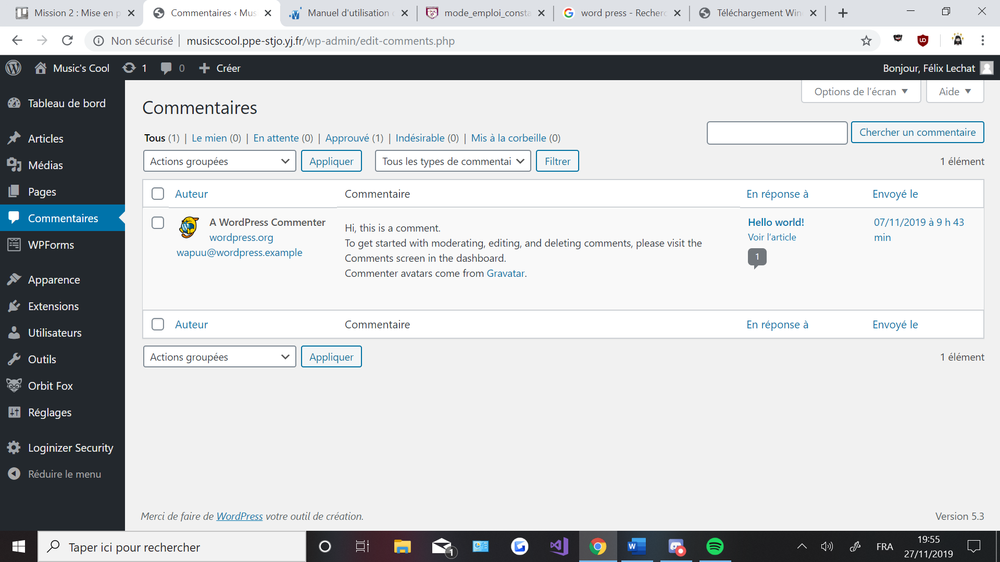 Mission 2 : Mise en p
Commentaires ‹ Mus
Manuel d'utilisation
mode_emploi_consta
word press - Recherc
Téléchargement Win
Non sécurisé
musicscool.ppe-stjo.yj.fr/wp-admin/edit-comments.php
Music's Cool
1
0
Créer
Bonjour, Félix Lechat
Tableau de bord
Articles
Médias
Pages
Commentaires
WPForms
Apparence
Extensions
Utilisateurs
Outils
Orbit Fox
Réglages
Loginizer Security
Réduire le menu
Options de l’écran
Aide
Commentaires
Tous (1) | Le mien (0) | En attente (0) | Approuvé (1) | Indésirable (0) | Mis à la corbeille (0)
Chercher un commentaire
Actions groupées
Appliquer
Tous les types de commentai
Filtrer
1 élément
Auteur
Commentaire
En réponse à
Envoyé le
A WordPress Commenter
wordpress.org
wapuu@wordpress.example
Hi, this is a comment.
To get started with moderating, editing, and deleting comments, please visit the
Comments screen in the dashboard.
Commenter avatars come from Gravatar.
Hello world!
Voir l’article
1
07/11/2019 à 9 h 43
min
Auteur
Commentaire
En réponse à
Envoyé le
Actions groupées
Appliquer
1 élément
Merci de faire de WordPress votre outil de création.
Version 5.3
Taper ici pour rechercher
1
FRA
19:55
27/11/2019